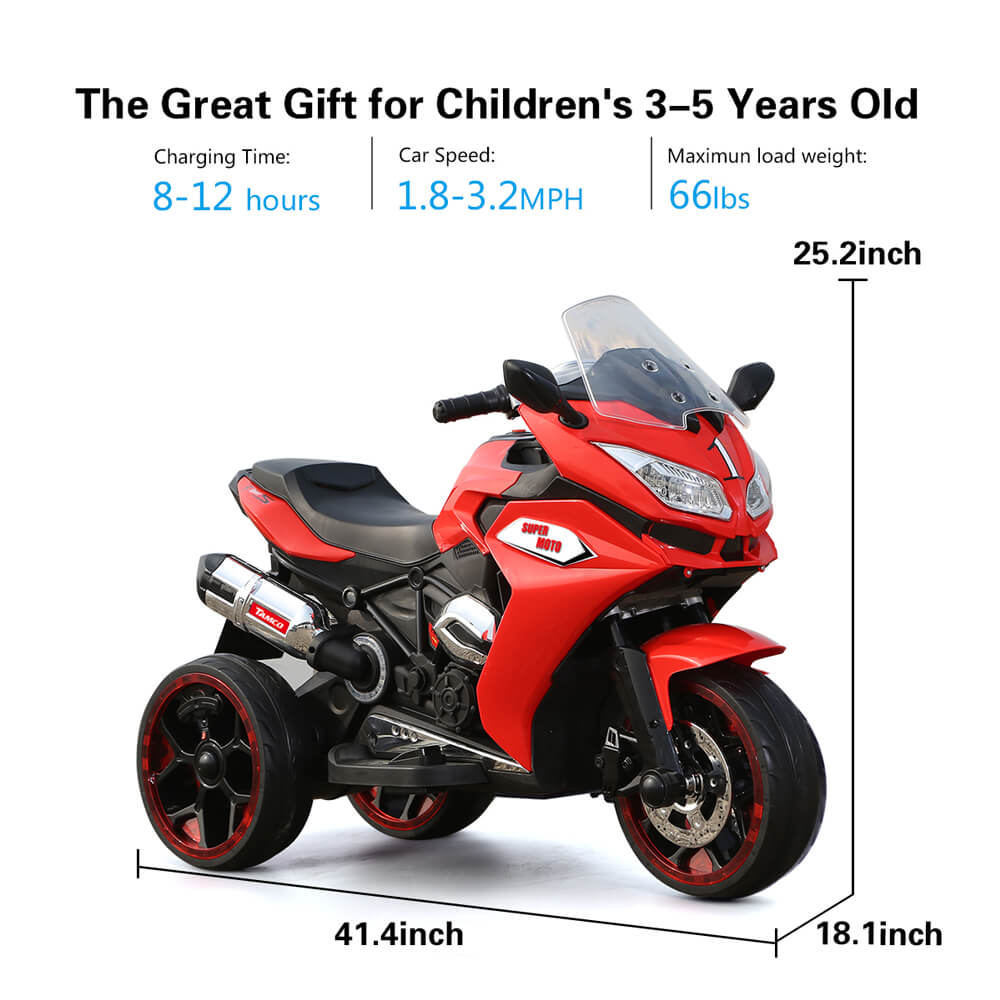 The Great Gift for Children's 3–5 Years Old
Charging Time:
8-12 hours
Car Speed:
1.8-3.2MPH
Maximun load weight:
66lbs
25.2inch
SUPER
MOTO
TAMCO
41.4inch
18.1inch